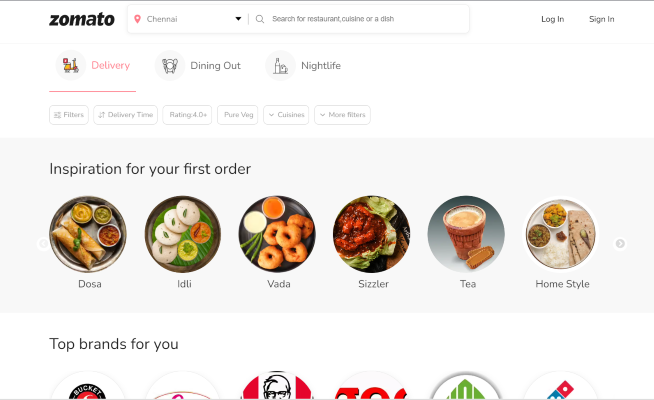 zomato
Chennai
Search for restaurant,cuisine or a dish
Log In
Sign In
Delivery
Dining Out
Nightlife
Filters
Delivery Time
Rating:4.0+
Pure Veg
Cuisines
More filters
Inspiration for your first order
Dosa
Idli
Vada
Sizzler
Tea
Home Style
Top brands for you
BUCKET